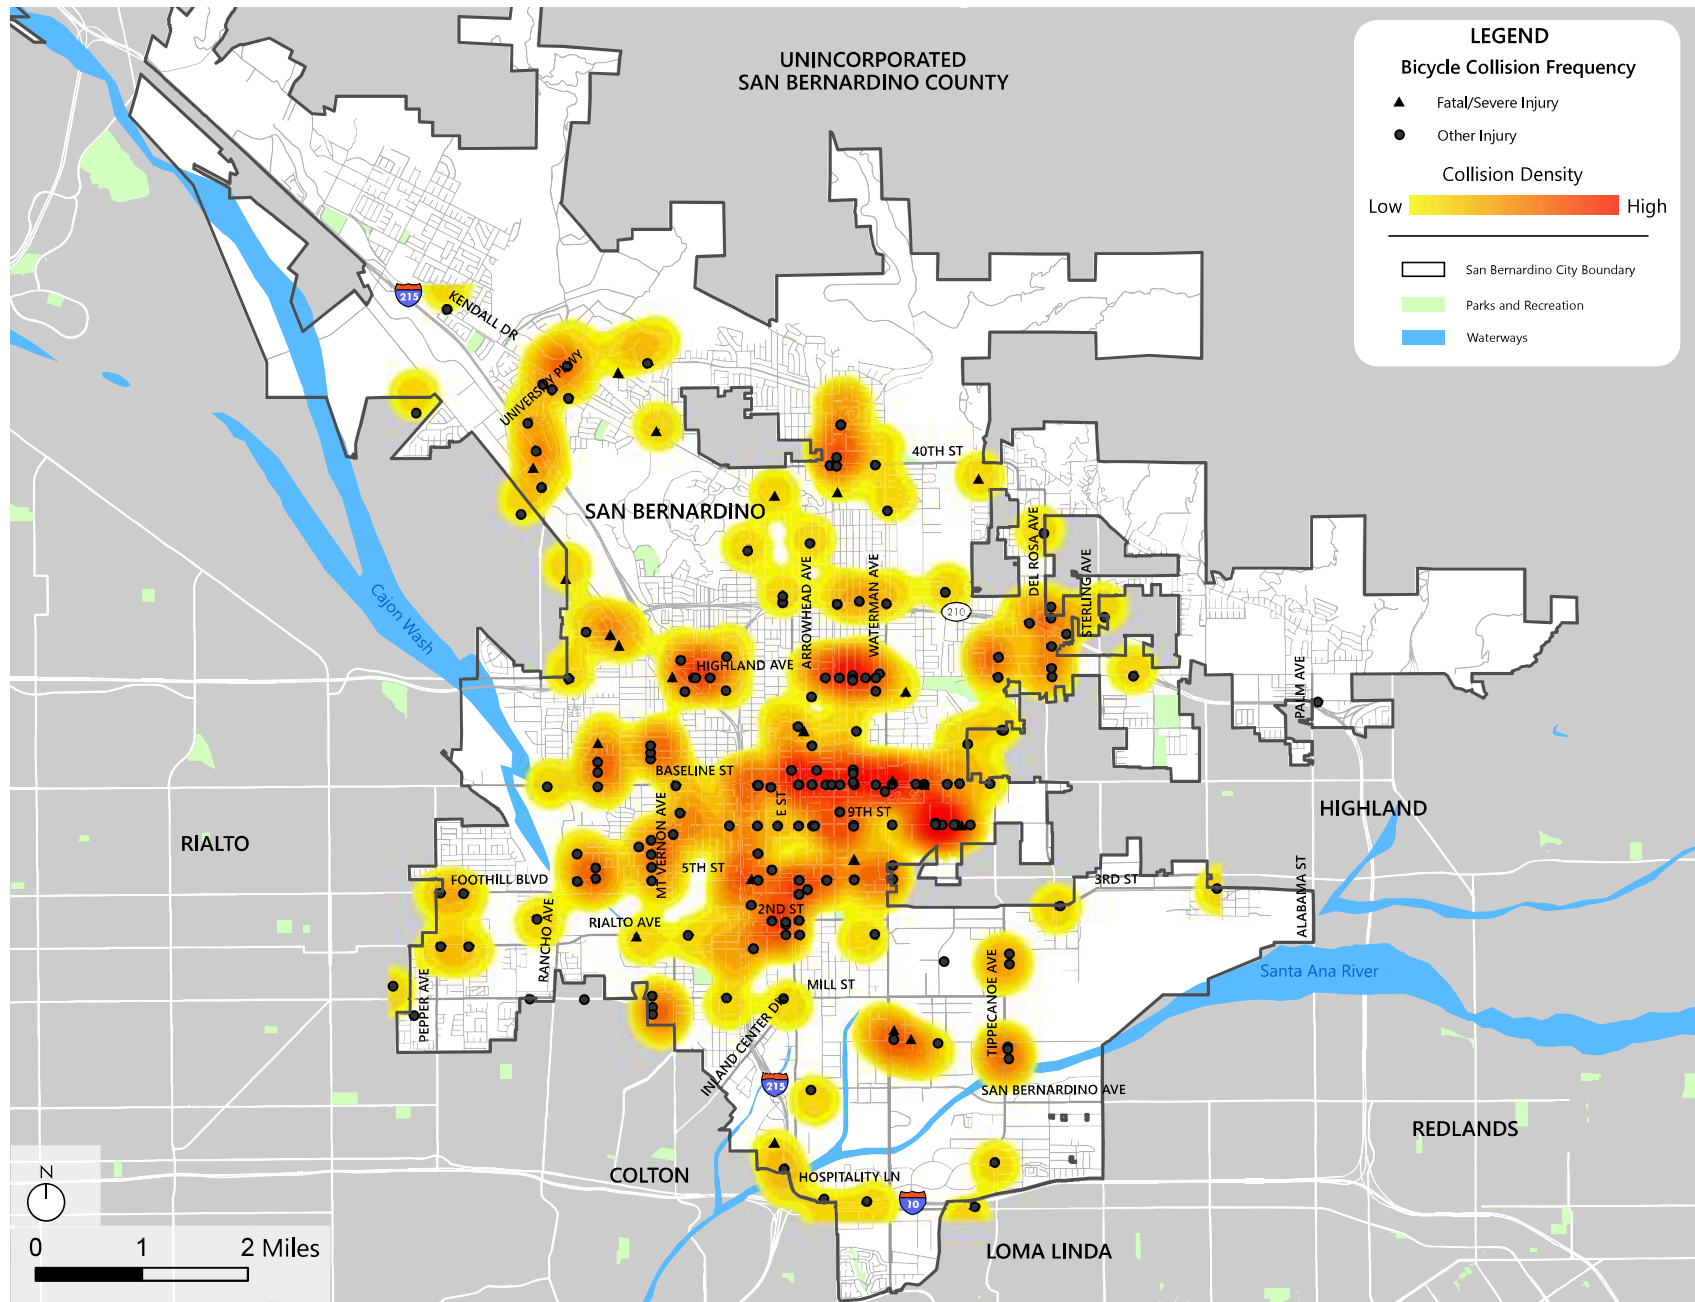 UNINCORPORATED
SAN BERNARDINO COUNTY
LEGEND
Bicycle Collision Frequency
Fatal/Severe Injury
Other Injury
Collision Density
Low
High
San Bernardino City Boundary
Parks and Recreation
Waterways
215
KENDALL DR
UNIVERSITY PKWY
40TH ST
SAN BERNARDINO
DEL ROSA AVE
STERLING AVE
ARROWHEAD AVE
WATERMAN AVE
210
Cajon Wash
HIGHLAND AVE
PALM AVE
BASELINE ST
E ST
9TH ST
MT VERNON AVE
HIGHLAND
RIALTO
5TH ST
FOOTHILL BLVD
3RD ST
ALABAMA ST
2ND ST
RIALTO AVE
RANCHO AVE
PEPPER AVE
TIPPECANOE AVE
Santa Ana River
MILL ST
INLAND CENTER DR
215
SAN BERNARDINO AVE
REDLANDS
COLTON
HOSPITALITY LN
10
LOMA LINDA
N
0 1 2 Miles